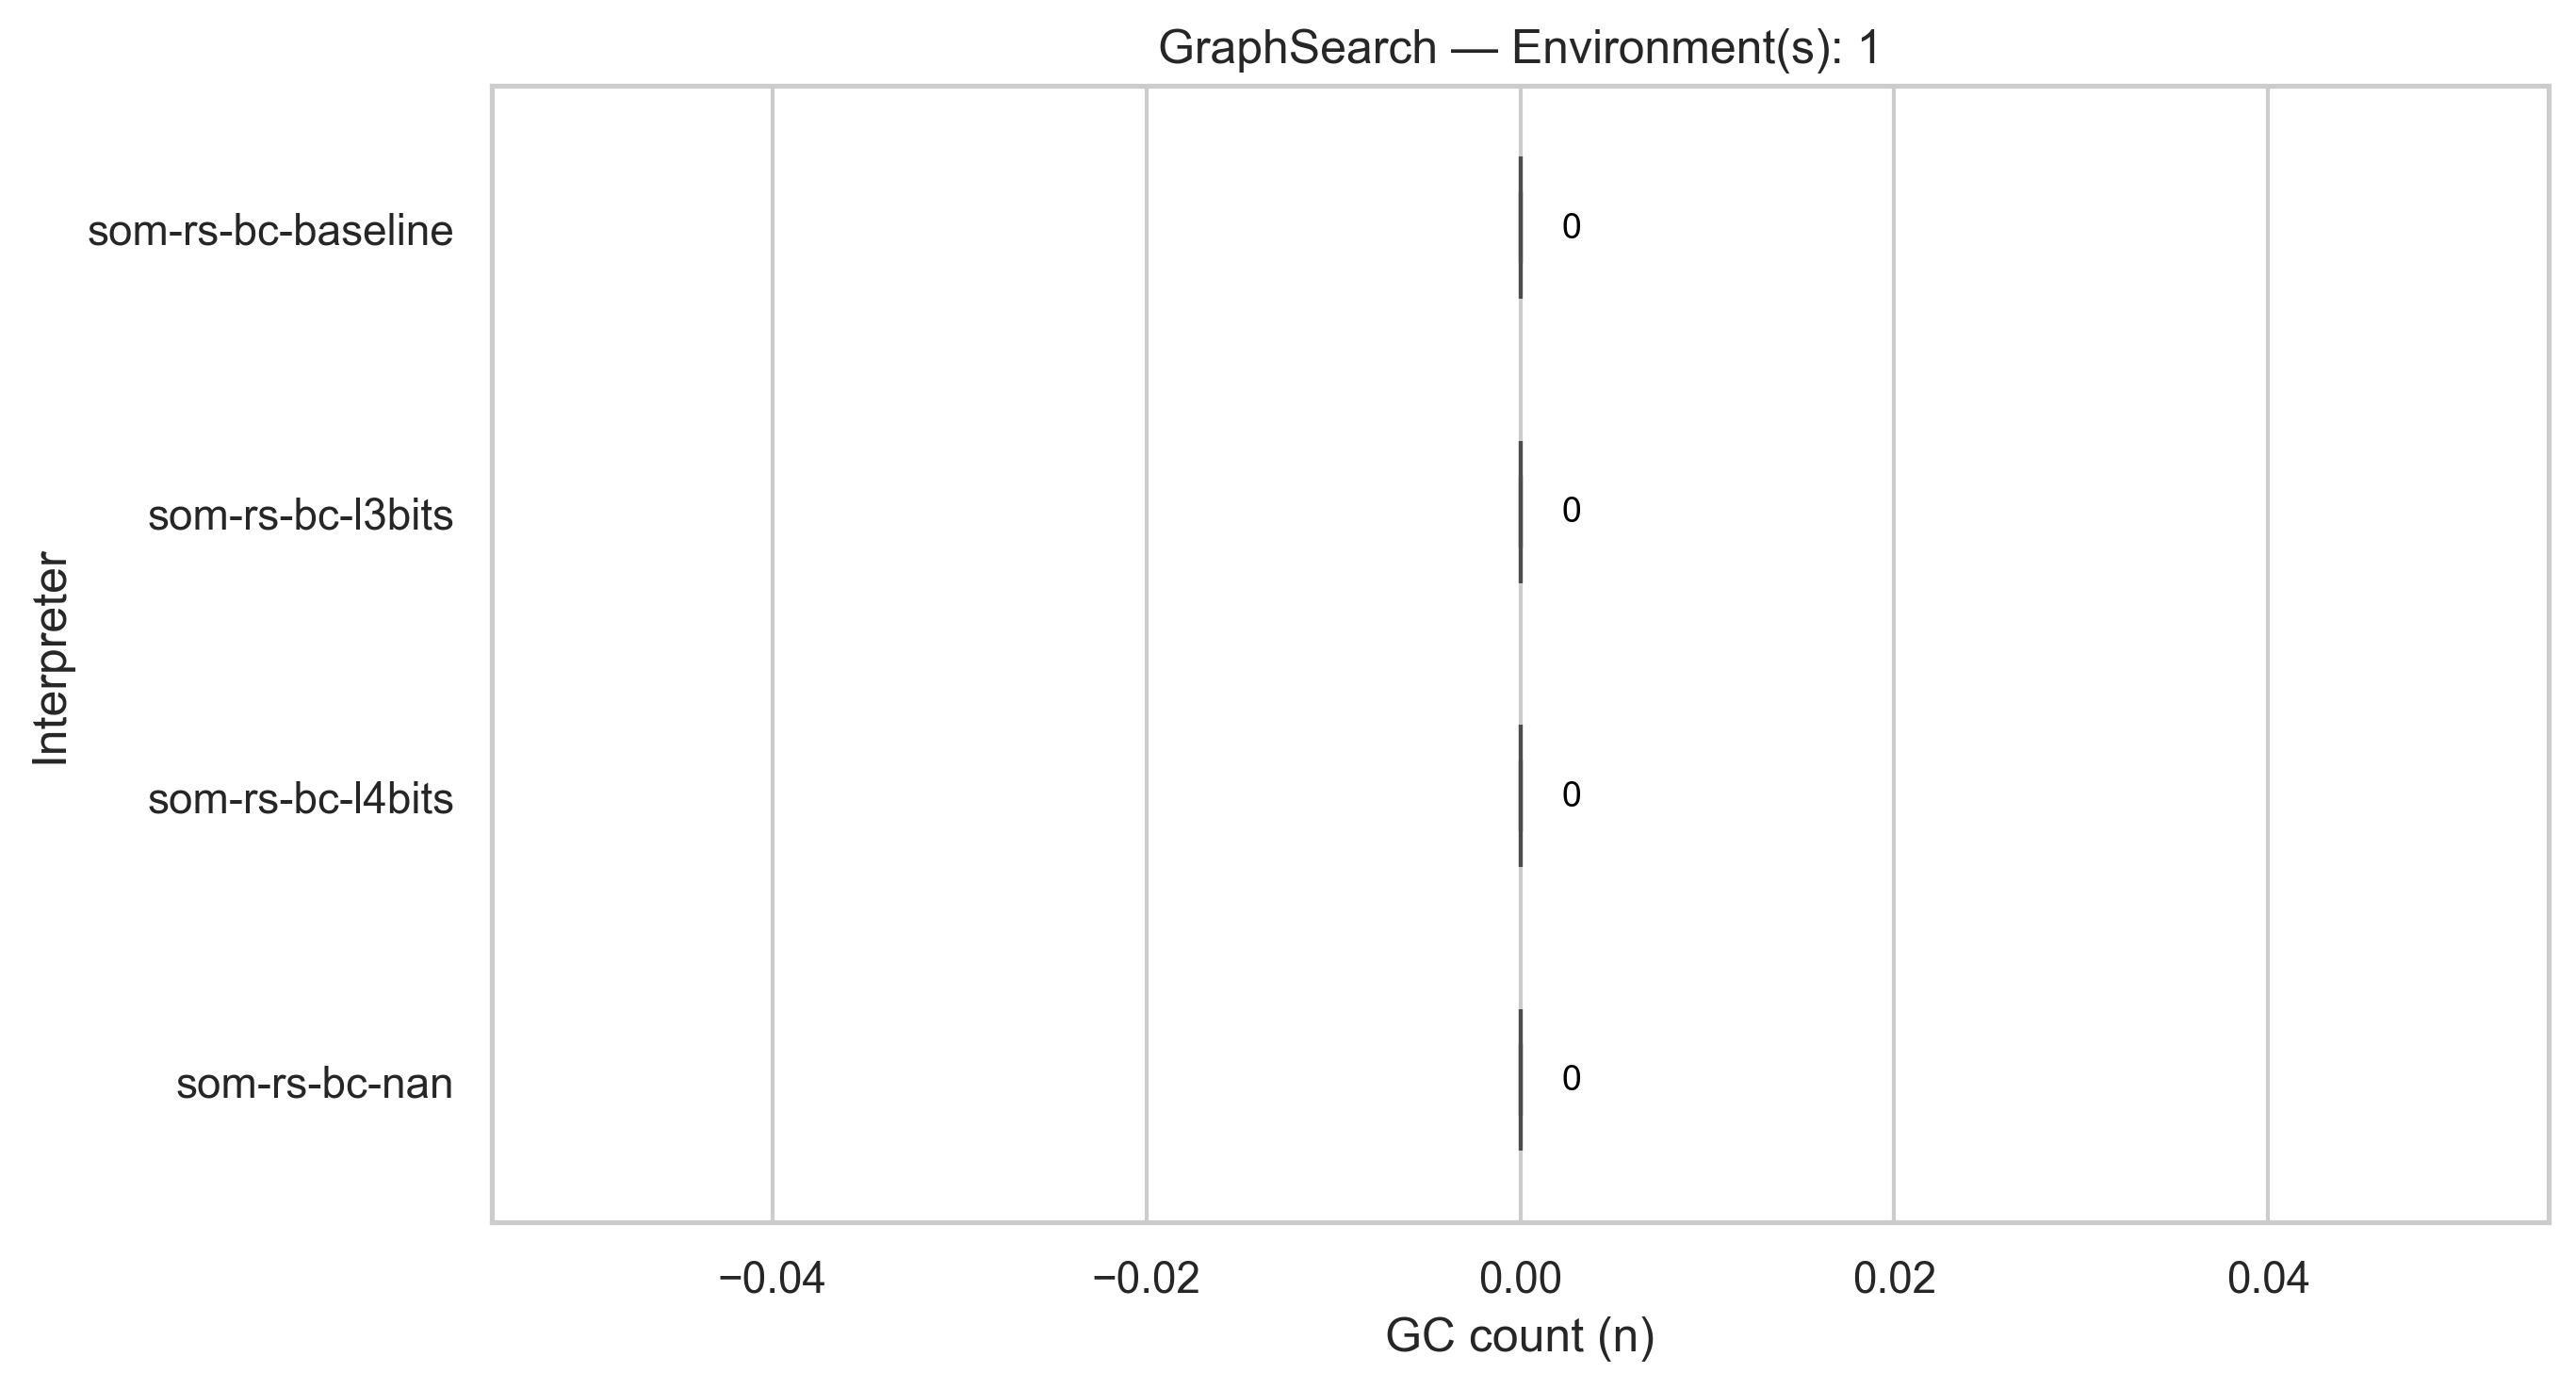 GraphSearch — Environment(s): 1
som-rs-bc-baseline
0
som-rs-bc-l3bits
0
som-rs-bc-l4bits
0
som-rs-bc-nan
0
Interpreter
−0.04
−0.02
0.00
0.02
0.04
GC count (n)